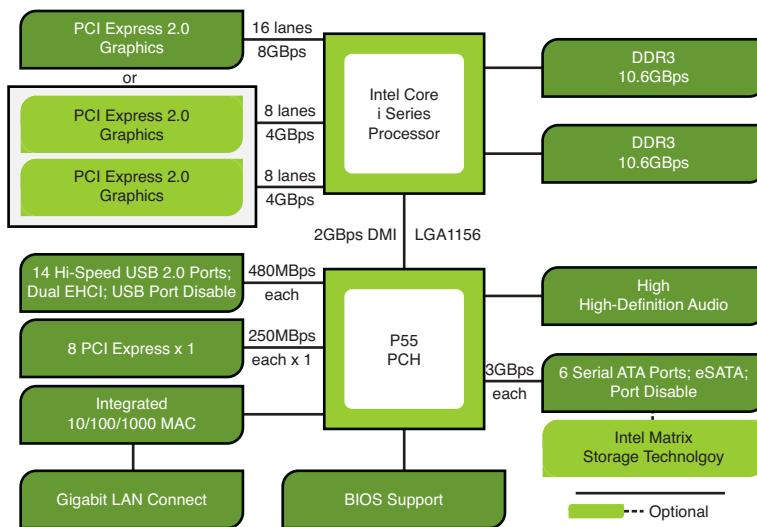 PCI Express 2.0
Graphics
16 lanes
8GBps
or
PCI Express 2.0
Graphics
8 lanes
4GBps
PCI Express 2.0
Graphics
8 lanes
4GBps
Intel Core
i Series
Processor
DDR3
10.6GBps
DDR3
10.6GBps
2GBps DMI
LGA1156
14 Hi-Speed USB 2.0 Ports;
Dual EHCI; USB Port Disable
480MBps
each
8 PCI Express x 1
250MBps
each x 1
Integrated
10/100/1000 MAC
Gigabit LAN Connect
P55
PCH
BIOS Support
High
High-Definition Audio
3GBps
each
6 Serial ATA Ports; eSATA;
Port Disable
Intel Matrix
Storage Technolgoy
Optional